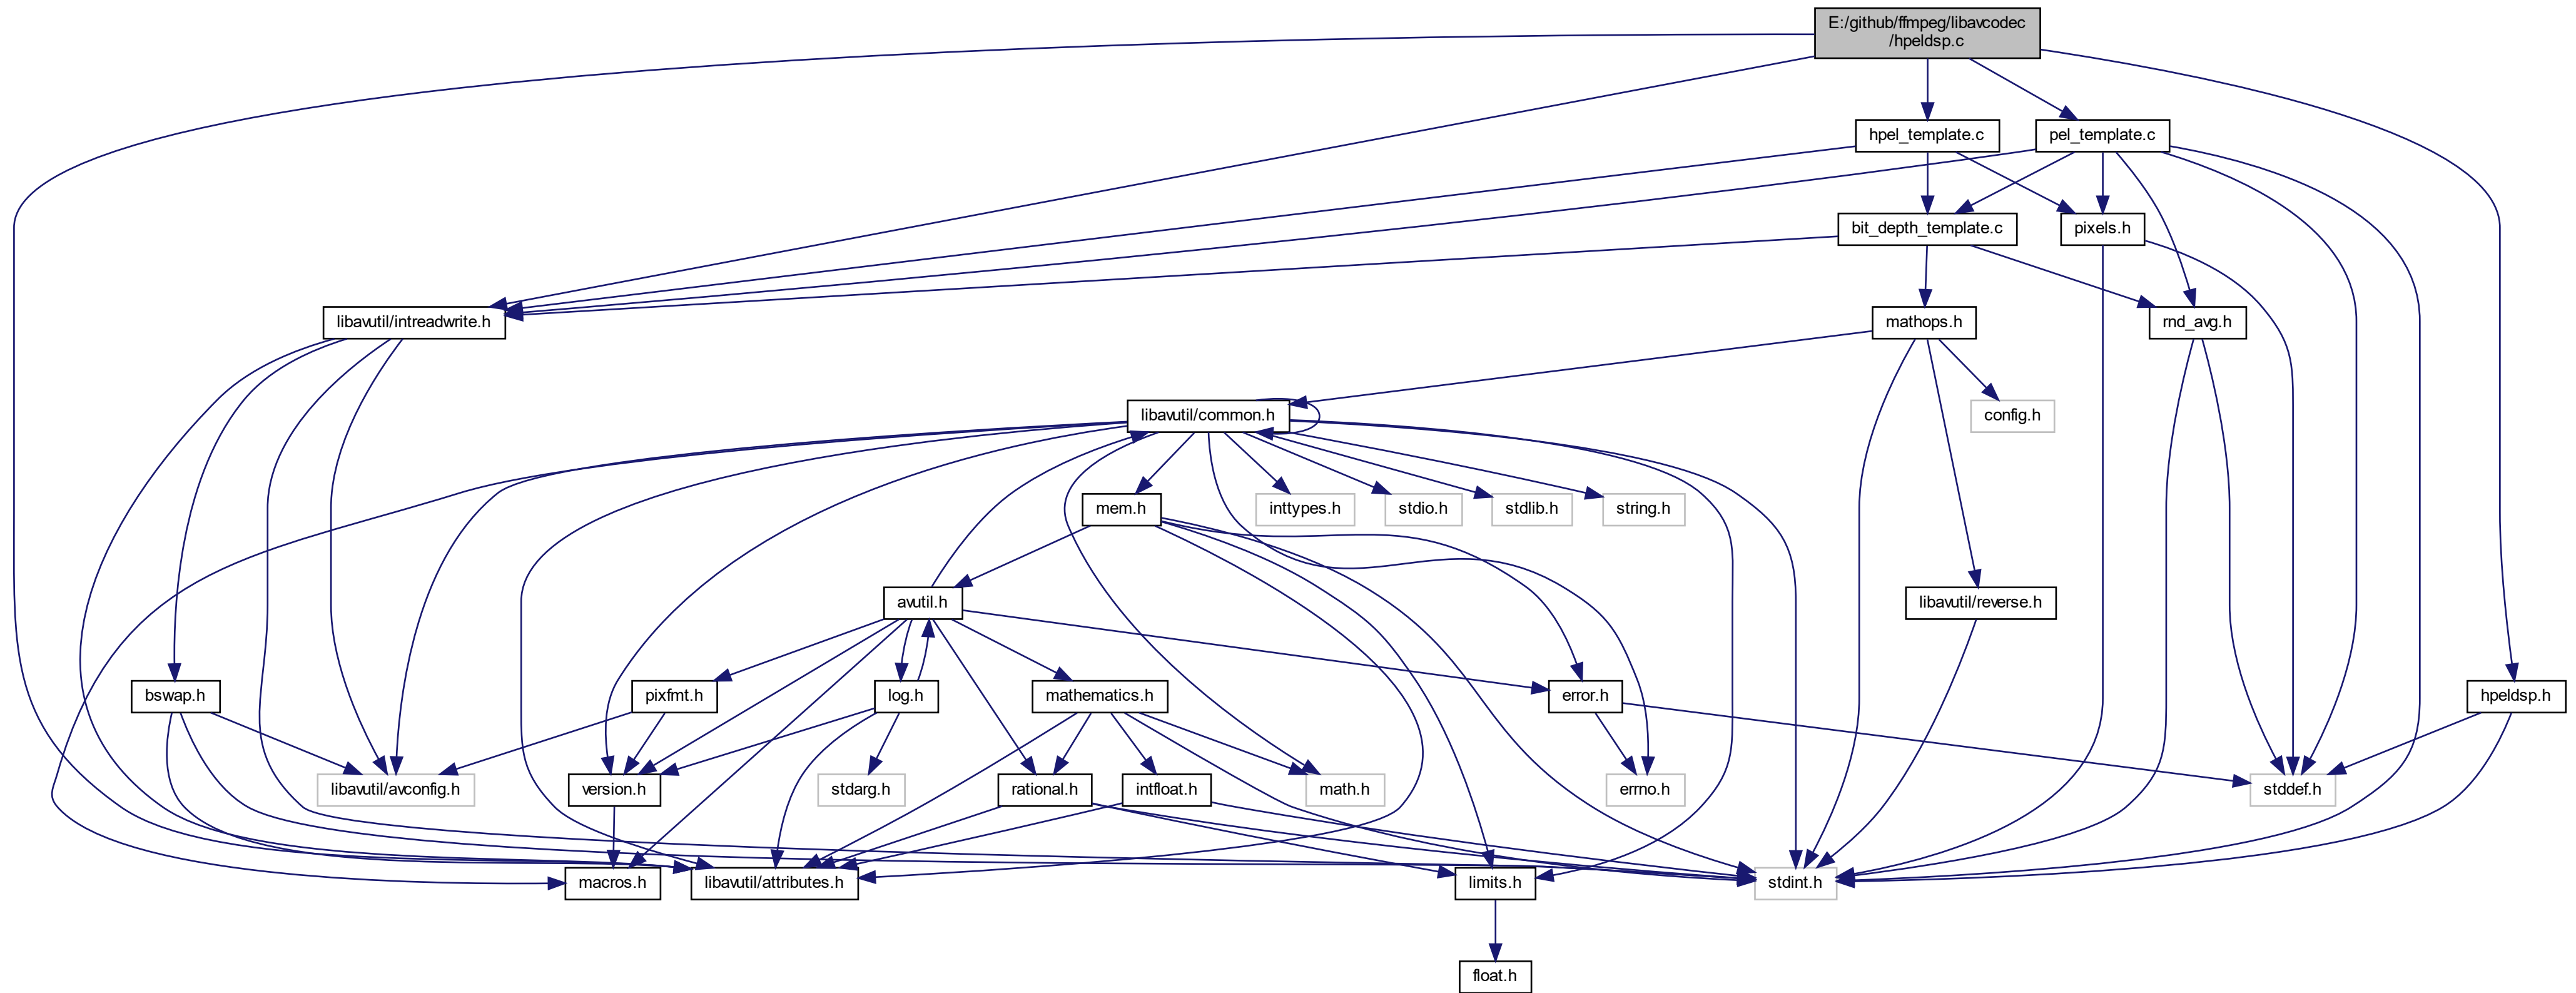 E:/github/ffmpeg/libavcodec
/hpeldsp.c
hpel_template.c
pel_template.c
bit_depth_template.c
pixels.h
libavutil/intreadwrite.h
mathops.h
rnd_avg.h
libavutil/common.h
config.h
mem.h
inttypes.h
stdio.h
stdlib.h
string.h
avutil.h
libavutil/reverse.h
bswap.h
pixfmt.h
log.h
mathematics.h
error.h
hpeldsp.h
libavutil/avconfig.h
version.h
stdarg.h
rational.h
intfloat.h
math.h
errno.h
stddef.h
macros.h
libavutil/attributes.h
limits.h
stdint.h
float.h